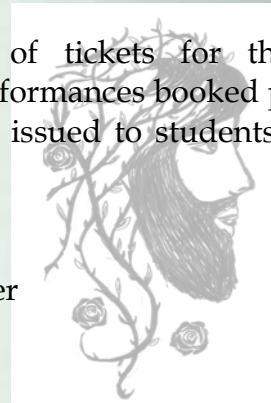 of tickets for th
formances booked p
issued to students
er